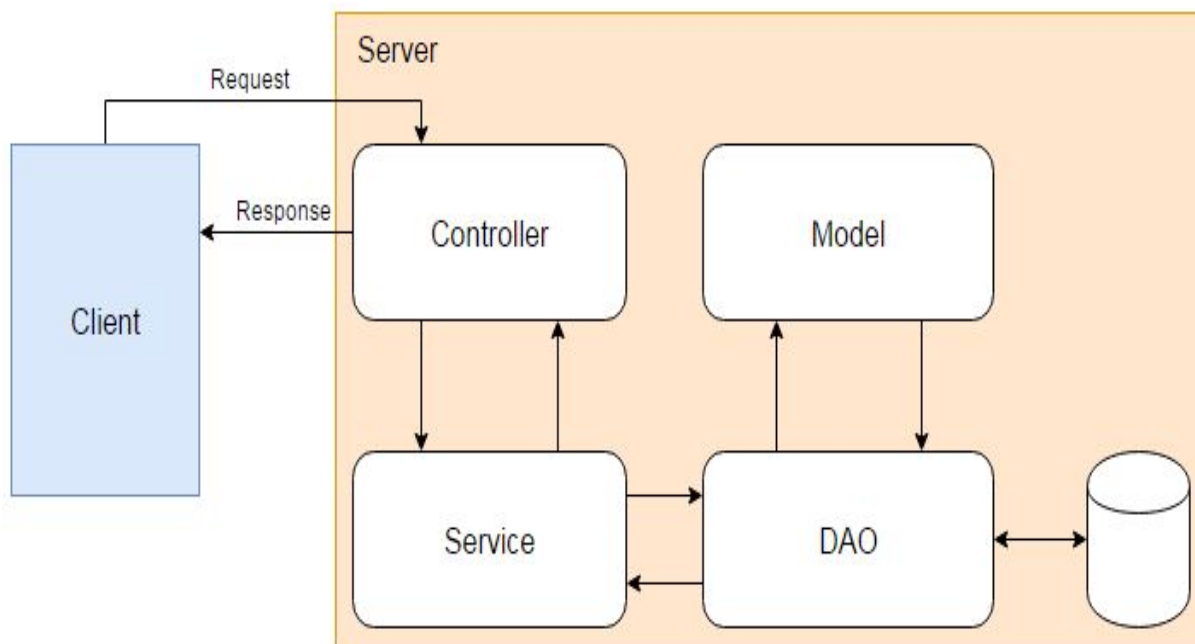 Server
Request
Response
Controller
Model
Client
Service
DAO